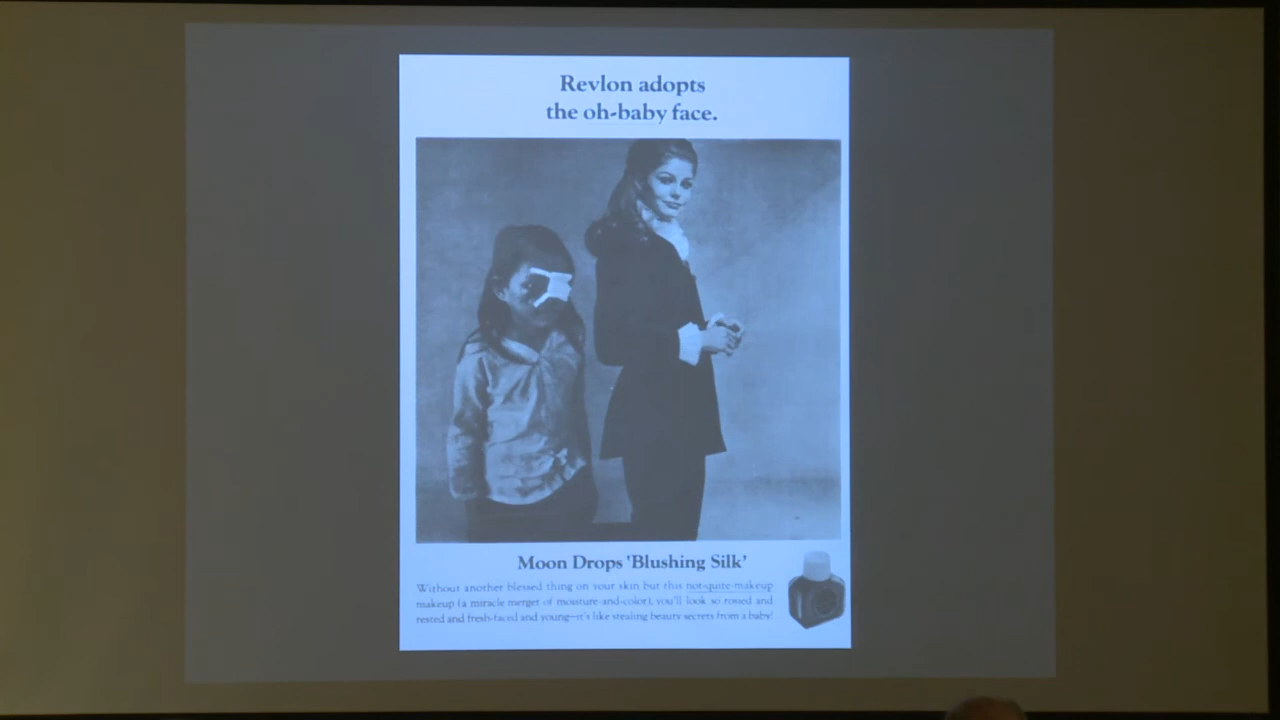 Revlon adopts
the oh-baby face.
Moon Drops 'Blushing Silk'
Without another blessed thing on your skin but this not-quite-makeup
makeup (a miracle merger of moisture-and-color), you'll look so rosied and
rested and fresh-faced and young—it's like stealing beauty secrets from a baby!